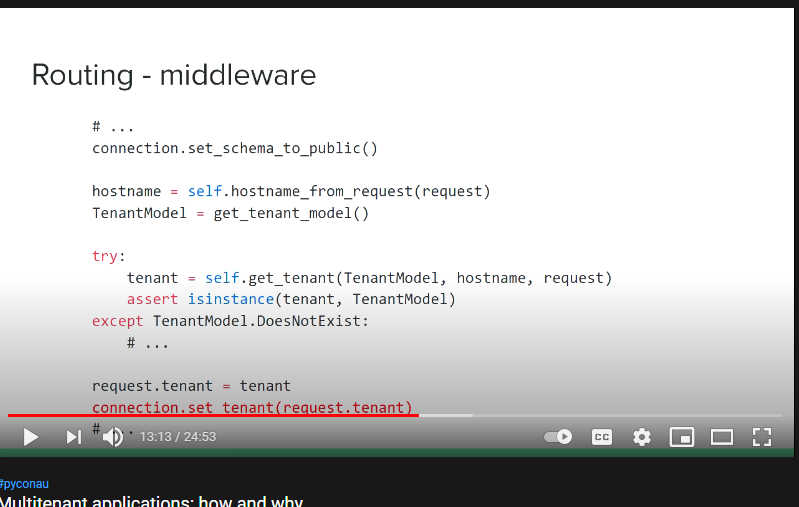 Routing - middleware
# ...
connection.set_schema_to_public()
hostname = self.hostname_from_request(request)
TenantModel = get_tenant_model()
try:
tenant = self.get_tenant(TenantModel, hostname, request)
assert isinstance(tenant, TenantModel)
except TenantModel.DoesNotExist:
# ...
request.tenant = tenant
connection.set_tenant(request.tenant)
# ...
13:13 / 24:53
CC
#pyconau
Multitenant applications: how and why